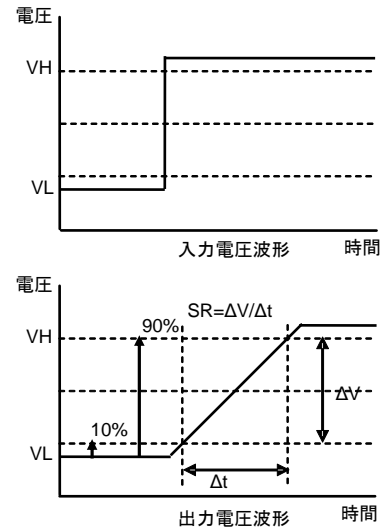 電圧
VH
VL
入力電圧波形 時間
電圧
SR=ΔV/Δt
90%
VH
ΔV
10%
VL
Δt
出力電圧波形 時間